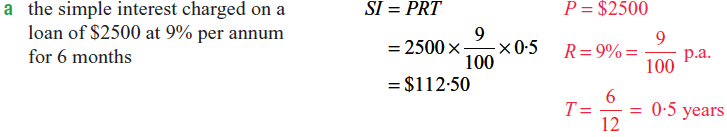 a the simple interest charged on a
loan of $2500 at 9% per annum
for 6 months
SI = PRT
= 2500 × 9/100 × 0·5
= $112·50
P = $2500
R = 9% = 9/100 p.a.
T = 6/12 = 0·5 years